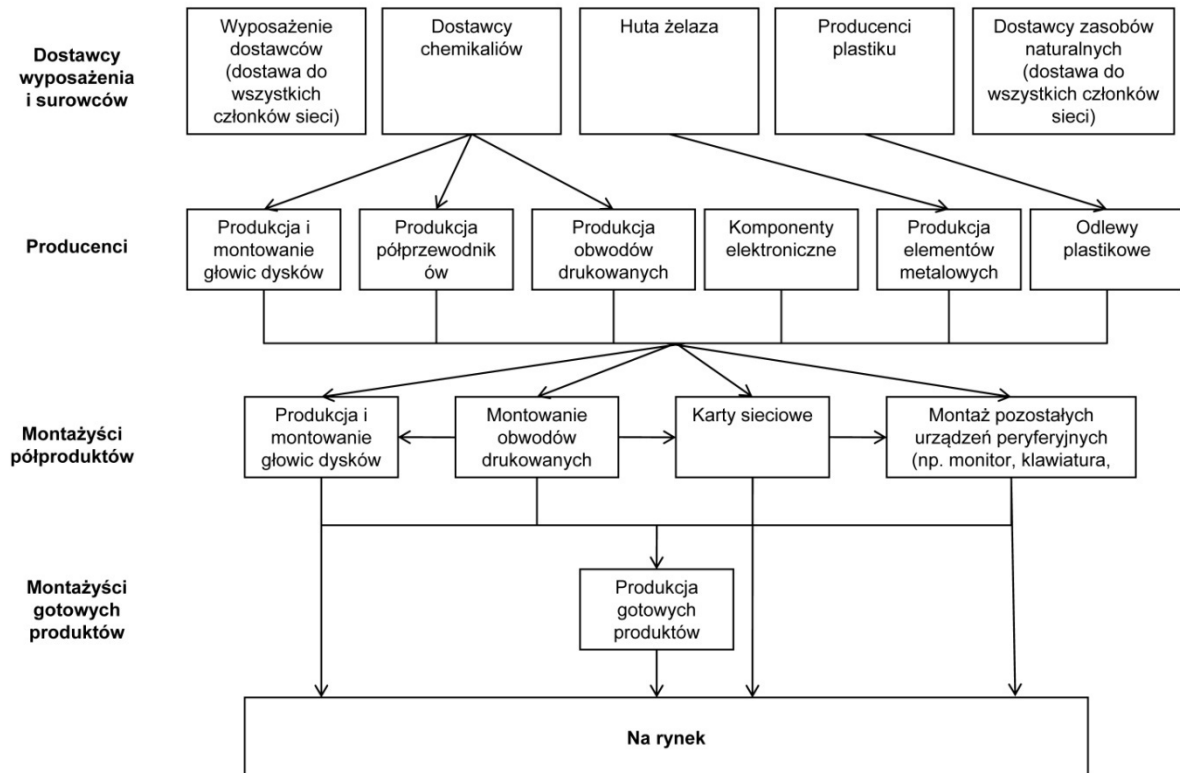 Dostawcy
wyposażenia
i surowców
Wyposażenie
dostawców
(dostawa do
wszystkich
członków sieci)
Dostawcy
chemikaliów
Huta żelaza
Producenci
plastiku
Dostawcy zasobów
naturalnych
(dostawa do
wszystkich członków
sieci)
Producenci
Produkcja i
montowanie
głowic dysków
Produkcja
półprzewodnik
ów
Produkcja
obwodów
drukowanych
Komponenty
elektroniczne
Produkcja
elementów
metalowych
Odlewy
plastikowe
Montażyści
półproduktów
Produkcja i
montowanie
głowic dysków
Montowanie
obwodów
drukowanych
Karty sieciowe
Montaż pozostałych
urządzeń peryferyjnych
(np. monitor, klawiatura,
Montażyści
gotowych
produktów
Produkcja
gotowych
produktów
Na rynek